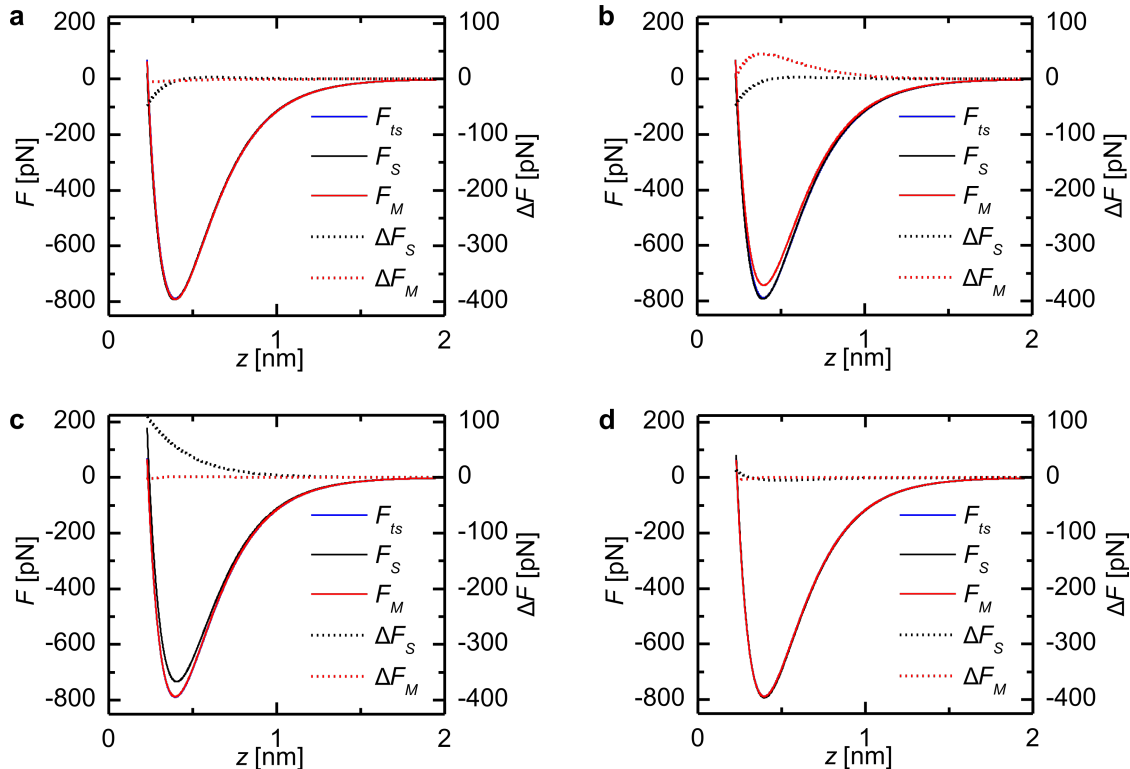 a
200
0
-200
-400
-600
-800
F [pN]
100
0
-100
-200
-300
-400
ΔF [pN]
F_ts
F_S
F_M
ΔF_S
ΔF_M
0
1
2
z [nm]
b
200
0
-200
-400
-600
-800
F [pN]
100
0
-100
-200
-300
-400
ΔF [pN]
F_ts
F_S
F_M
ΔF_S
ΔF_M
0
1
2
z [nm]
c
200
0
-200
-400
-600
-800
F [pN]
100
0
-100
-200
-300
-400
ΔF [pN]
F_ts
F_S
F_M
ΔF_S
ΔF_M
0
1
2
z [nm]
d
200
0
-200
-400
-600
-800
F [pN]
100
0
-100
-200
-300
-400
ΔF [pN]
F_ts
F_S
F_M
ΔF_S
ΔF_M
0
1
2
z [nm]